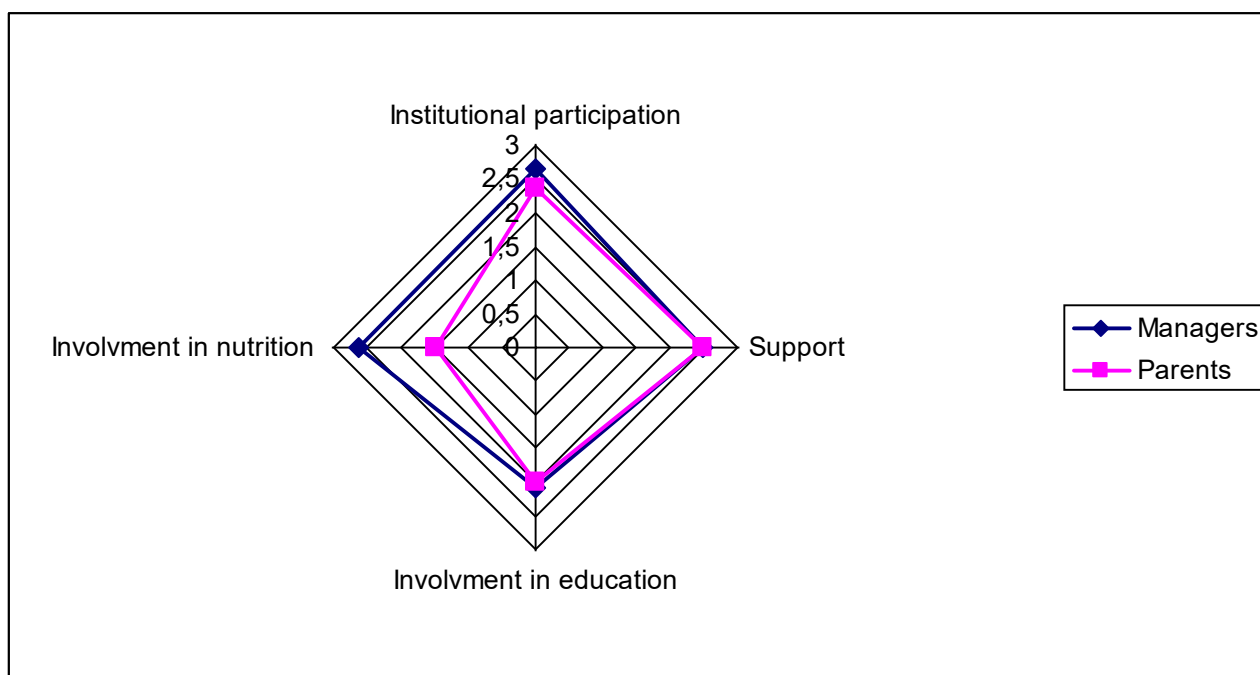 Institutional participation
3
2,5
2
1,5
1
0,5
0
Involvment in nutrition
Support
Involvment in education
Managers
Parents